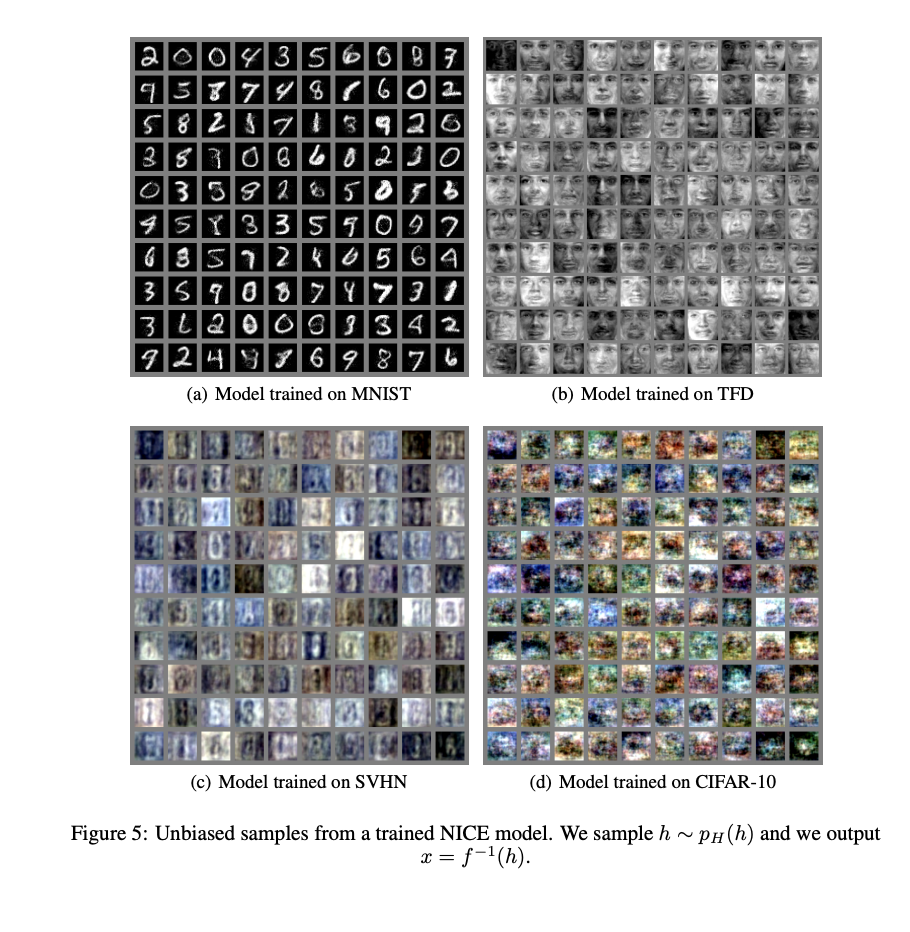 (a) Model trained on MNIST
(b) Model trained on TFD
(c) Model trained on SVHN
(d) Model trained on CIFAR-10
Figure 5: Unbiased samples from a trained NICE model. We sample h ∼ p_H(h) and we output
x = f⁻¹(h).